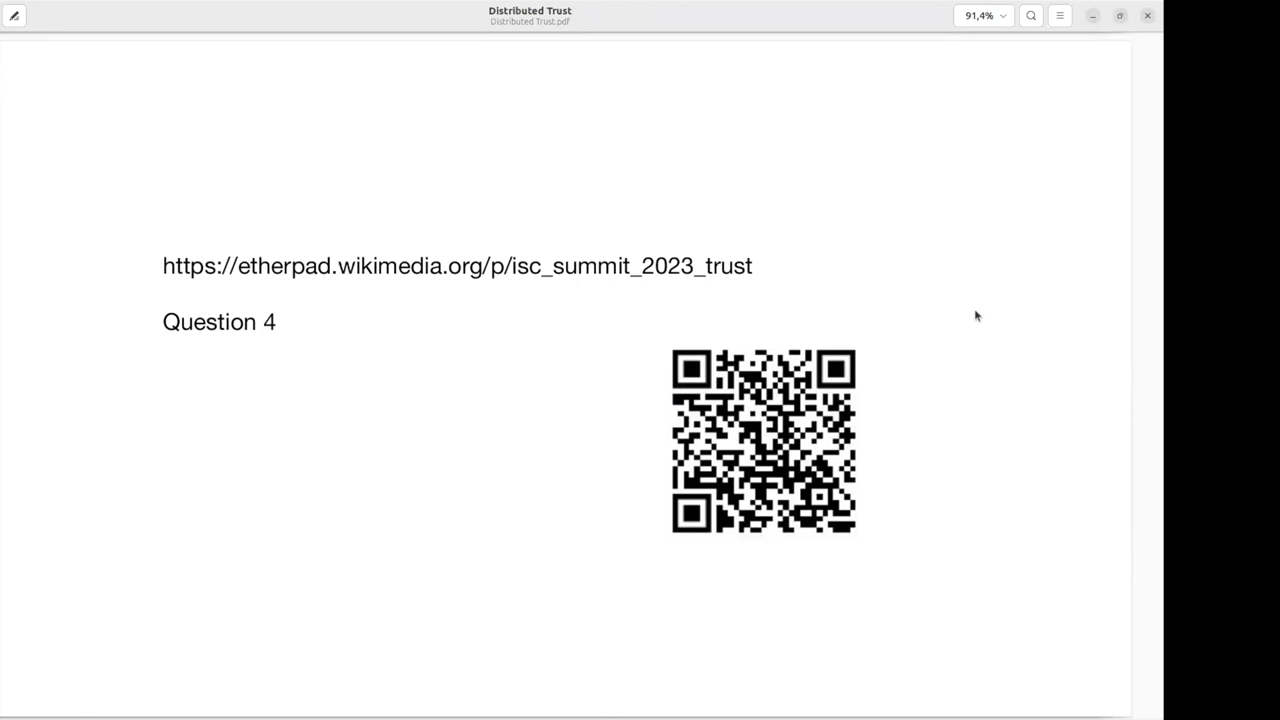 Distributed Trust
Distributed Trust.pdf
91,4%
https://etherpad.wikimedia.org/p/isc_summit_2023_trust
Question 4